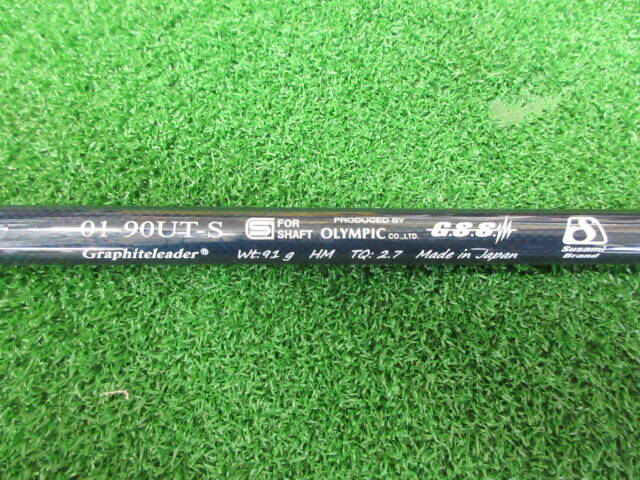 01 90UT-S
Graphiteleader®
S FOR SHAFT
PRODUCED BY
OLYMPIC CO.,LTD.
G.S.S
Wt:91 g HM TQ: 2.7 Made in Japan
Susami
Brand